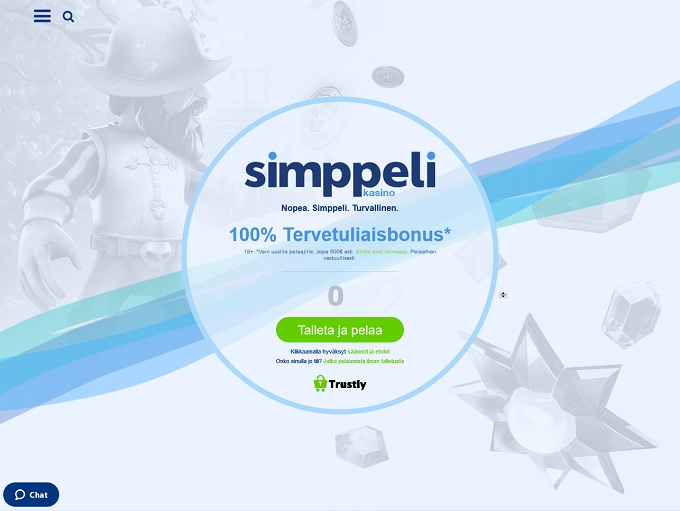 simppeli
kasino
Nopea. Simppeli. Turvallinen.
100% Tervetuliaisbonus*
18+. *Vain uusille pelaajille. Jopa 500€ asti. Ehdot ovat voimassa. Pelaathan
vastuullisesti.
0
Talleta ja pelaa
Klikkaamalla hyväksyt säännöt ja ehdot
Onko sinulla jo tili? Jatka pelaamista ilman talletusta
Trustly
Chat